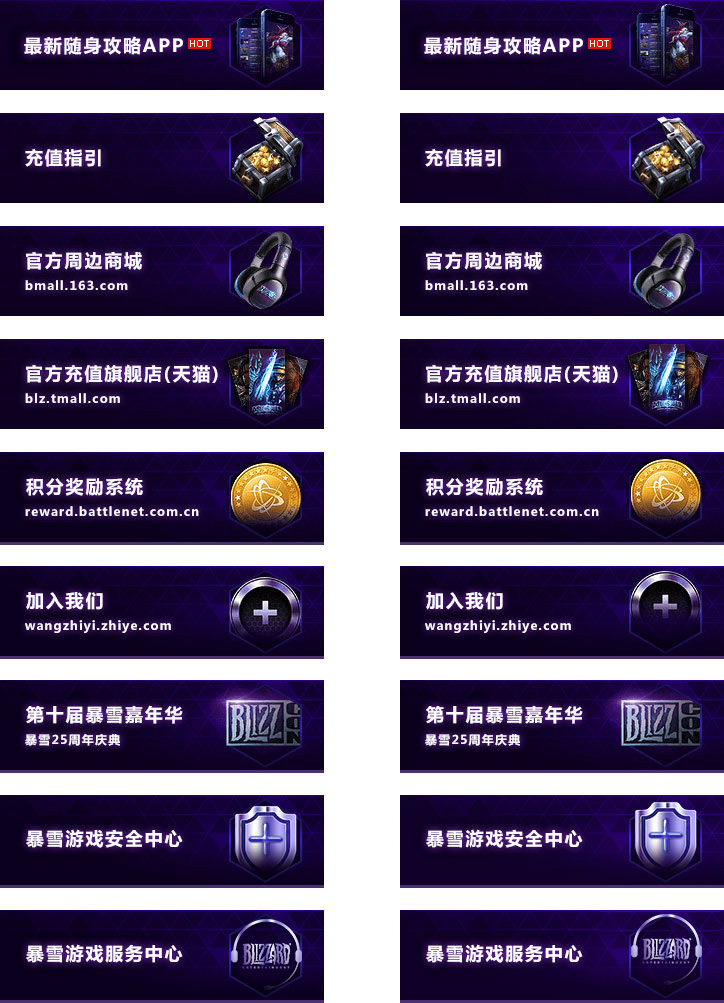 最新随身攻略APP HOT
最新随身攻略APP HOT
充值指引
充值指引
官方周边商城
bmall.163.com
官方周边商城
bmall.163.com
官方充值旗舰店(天猫)
blz.tmall.com
官方充值旗舰店(天猫)
blz.tmall.com
积分奖励系统
reward.battlenet.com.cn
积分奖励系统
reward.battlenet.com.cn
加入我们
wangzhiyi.zhiye.com
加入我们
wangzhiyi.zhiye.com
第十届暴雪嘉年华
暴雪25周年庆典
BLIZZ
CON
第十届暴雪嘉年华
暴雪25周年庆典
BLIZZ
CON
暴雪游戏安全中心
暴雪游戏安全中心
暴雪游戏服务中心
BLIZZARD
ENTERTAINMENT
暴雪游戏服务中心
BLIZZARD
ENTERTAINMENT